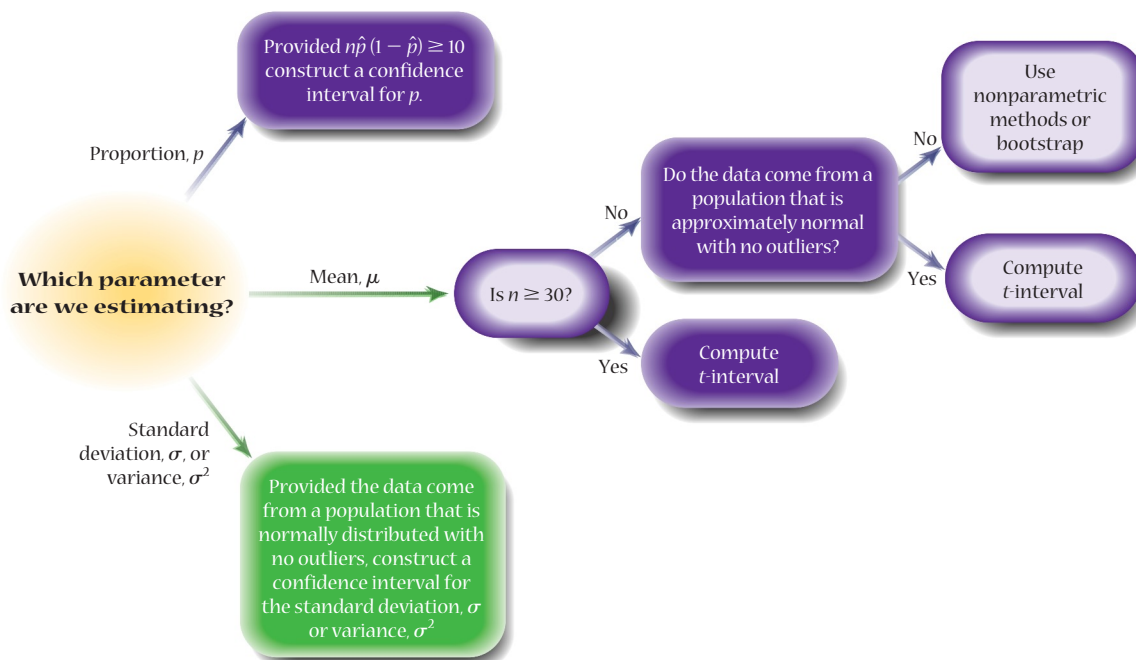 Provided np̂ (1 − p̂) ≥ 10
construct a confidence
interval for p.
Proportion, p
Which parameter
are we estimating?
Mean, μ
Is n ≥ 30?
No
Do the data come from a
population that is
approximately normal
with no outliers?
No
Use
nonparametric
methods or
bootstrap
Yes
Compute
t-interval
Yes
Compute
t-interval
Standard
deviation, σ, or
variance, σ²
Provided the data come
from a population that is
normally distributed with
no outliers, construct a
confidence interval for
the standard deviation, σ
or variance, σ²